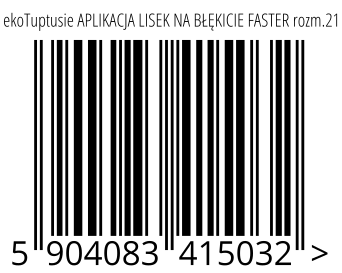 ekoTuptusie APLIKACJA LISEK NA BŁĘKICIE FASTER rozm.21
5 904083 415032 >